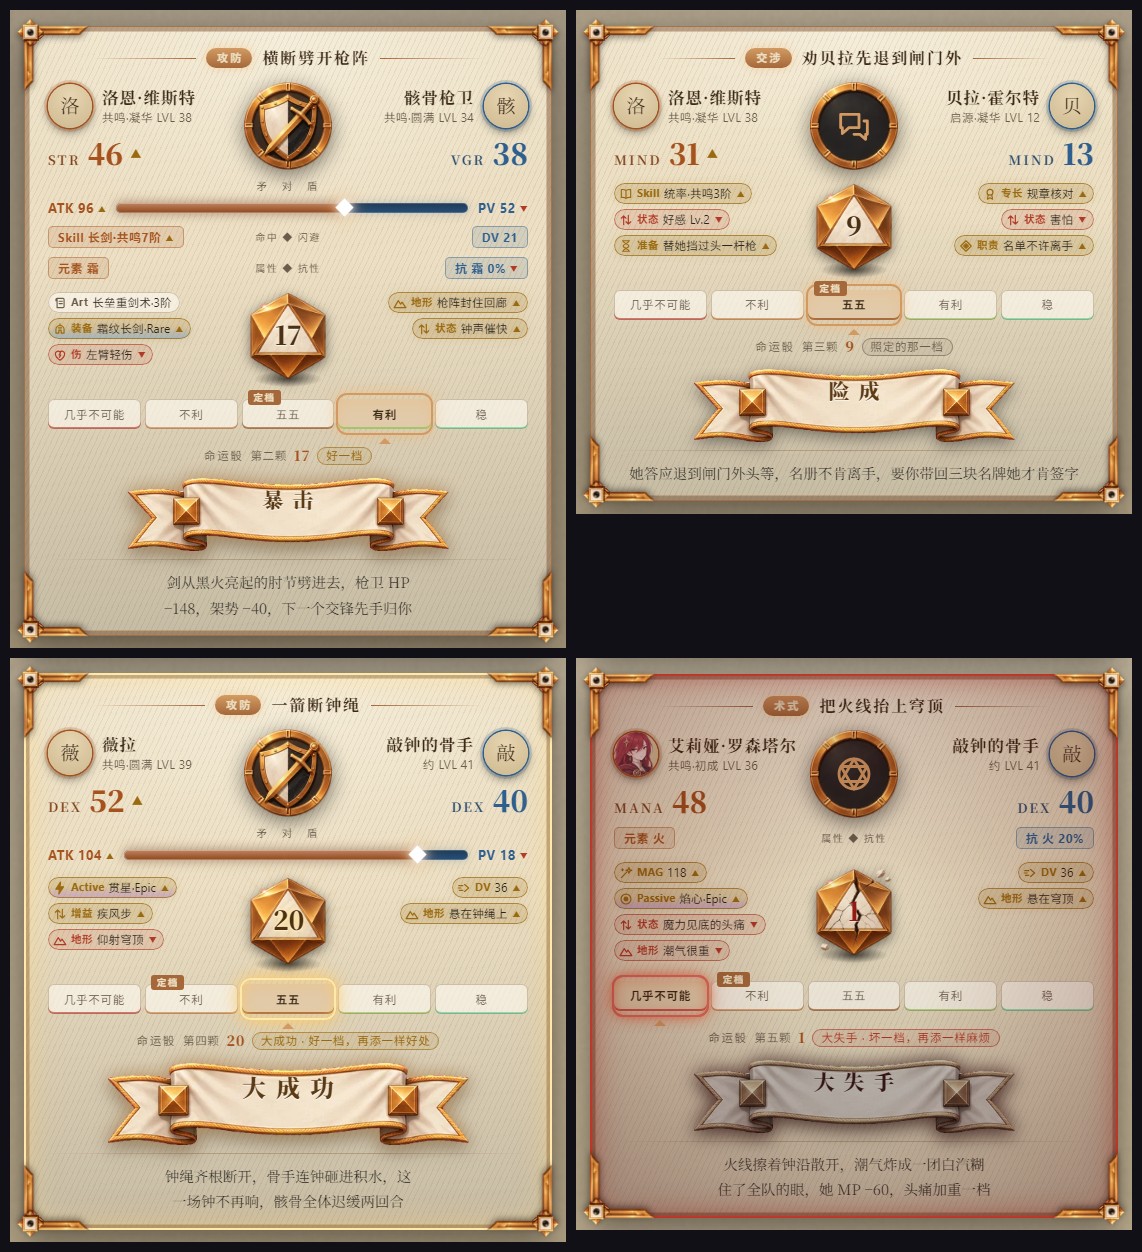 攻防 横断劈开枪阵
洛 洛恩·维斯特
共鸣·凝华 LVL 38
骸骨枪卫 骸
共鸣·圆满 LVL 34
STR 46
VGR 38
矛 对 盾
ATK 96
PV 52
Skill 长剑·共鸣7阶
命中 ◆ 闪避
DV 21
元素 霜
属性 ◆ 抗性
抗 霜 0%
Art 长垒重剑术·3阶
地形 枪阵封住回廊
装备 霜纹长剑·Rare
状态 钟声催快
伤 左臂轻伤
17
定档
几乎不可能 不利 五五 有利 稳
命运骰 第二颗 17 好一档
暴击
剑从黑火亮起的肘节劈进去，枪卫 HP
−148，架势 −40，下一个交锋先手归你
交涉 劝贝拉先退到闸门外
洛 洛恩·维斯特
共鸣·凝华 LVL 38
贝拉·霍尔特 贝
启源·凝华 LVL 12
MIND 31
MIND 13
Skill 统率·共鸣3阶
专长 规章核对
状态 好感 Lv.2
状态 害怕
准备 替她挡过头一杆枪
职责 名单不许离手
9
定档
几乎不可能 不利 五五 有利 稳
命运骰 第三颗 9 照定的那一档
险成
她答应退到闸门外头等，名册不肯离手，要你带回三块名牌她才肯签字
攻防 一箭断钟绳
薇 薇拉
共鸣·圆满 LVL 39
敲钟的骨手 敲
约 LVL 41
DEX 52
DEX 40
矛 对 盾
ATK 104
PV 18
Active 贯星·Epic
DV 36
增益 疾风步
地形 悬在钟绳上
地形 仰射穹顶
20
定档
几乎不可能 不利 五五 有利 稳
命运骰 第四颗 20 大成功 · 好一档，再添一样好处
大成功
钟绳齐根断开，骨手连钟砸进积水，这
一场钟不再响，骸骨全体迟缓两回合
术式 把火线抬上穹顶
艾莉娅·罗森塔尔
共鸣·初成 LVL 36
敲钟的骨手 敲
约 LVL 41
MANA 48
DEX 40
元素 火
属性 ◆ 抗性
抗 火 20%
MAG 118
DV 36
Passive 焰心·Epic
地形 悬在穹顶
状态 魔力见底的头痛
地形 潮气很重
1
定档
几乎不可能 不利 五五 有利 稳
命运骰 第五颗 1 大失手 · 坏一档，再添一样麻烦
大失手
火线擦着钟沿散开，潮气炸成一团白汽糊
住了全队的眼，她 MP −60，头痛加重一档